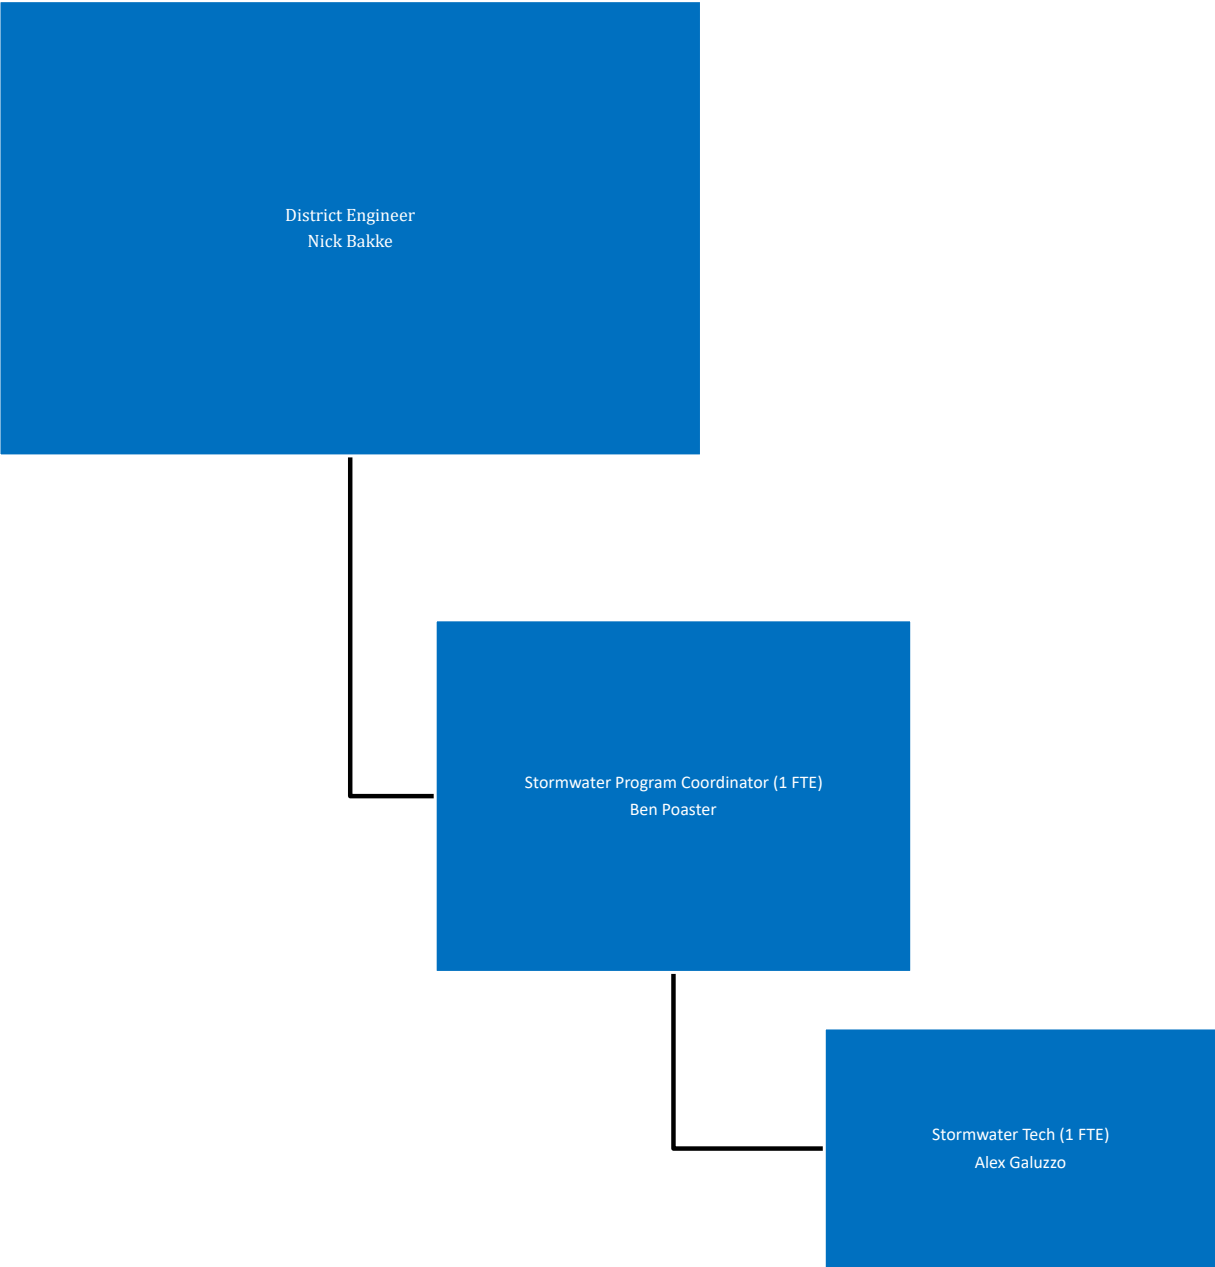 District Engineer
Nick Bakke
Stormwater Program Coordinator (1 FTE)
Ben Poaster
Stormwater Tech (1 FTE)
Alex Galuzzo